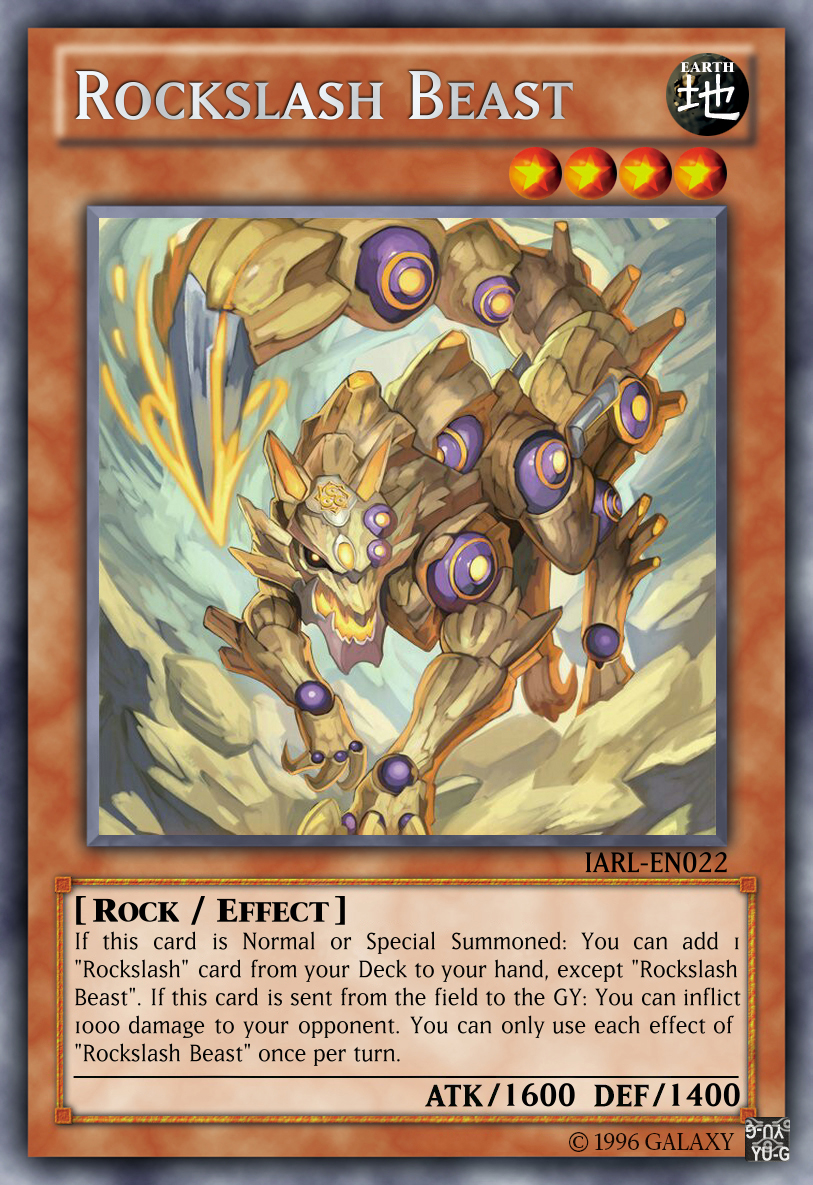 Rockslash Beast
EARTH
地
IARL-EN022
[ Rock / Effect ]
If this card is Normal or Special Summoned: You can add 1
"Rockslash" card from your Deck to your hand, except "Rockslash
Beast". If this card is sent from the field to the GY: You can inflict
1000 damage to your opponent. You can only use each effect of
"Rockslash Beast" once per turn.
ATK/1600 DEF/1400
© 1996 GALAXY
YU-G
YU-G